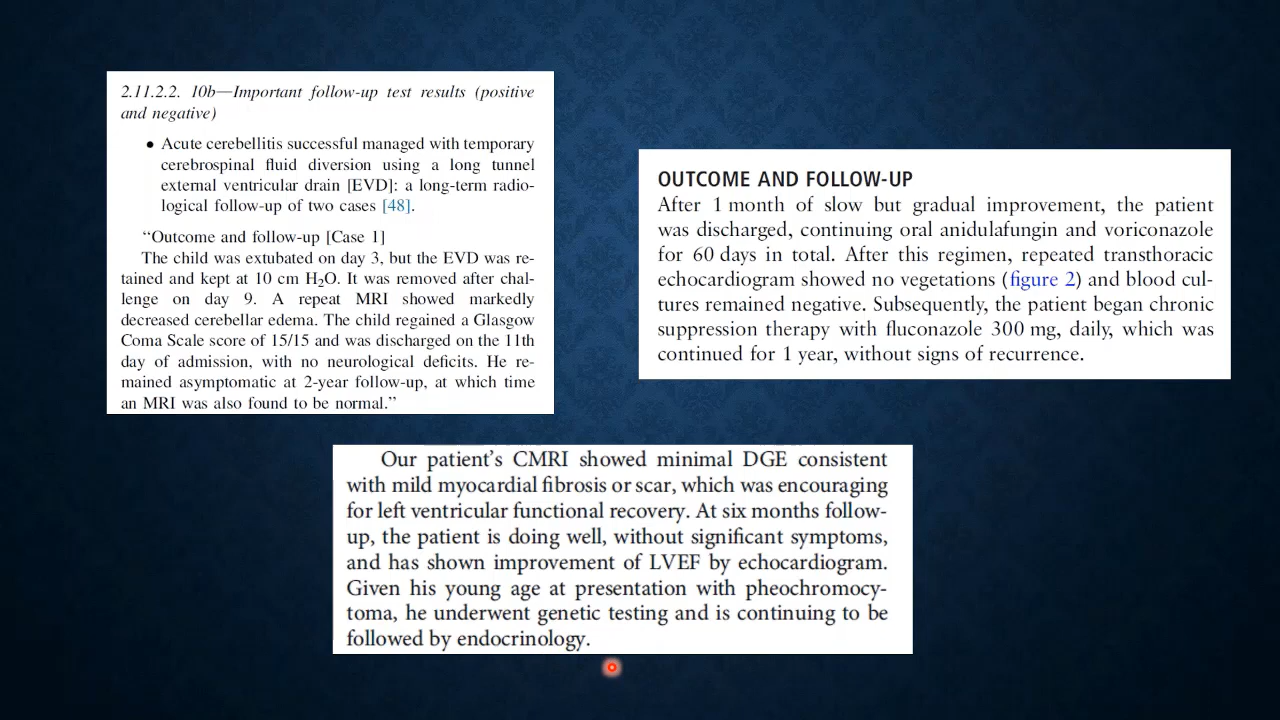 2.11.2.2. 10b—Important follow-up test results (positive
and negative)
● Acute cerebellitis successful managed with temporary
cerebrospinal fluid diversion using a long tunnel
external ventricular drain [EVD]: a long-term radio-
logical follow-up of two cases [48].
“Outcome and follow-up [Case 1]
The child was extubated on day 3, but the EVD was re-
tained and kept at 10 cm H₂O. It was removed after chal-
lenge on day 9. A repeat MRI showed markedly
decreased cerebellar edema. The child regained a Glasgow
Coma Scale score of 15/15 and was discharged on the 11th
day of admission, with no neurological deficits. He re-
mained asymptomatic at 2-year follow-up, at which time
an MRI was also found to be normal.”
OUTCOME AND FOLLOW-UP
After 1 month of slow but gradual improvement, the patient
was discharged, continuing oral anidulafungin and voriconazole
for 60 days in total. After this regimen, repeated transthoracic
echocardiogram showed no vegetations (figure 2) and blood cul-
tures remained negative. Subsequently, the patient began chronic
suppression therapy with fluconazole 300 mg, daily, which was
continued for 1 year, without signs of recurrence.
Our patient’s CMRI showed minimal DGE consistent
with mild myocardial fibrosis or scar, which was encouraging
for left ventricular functional recovery. At six months follow-
up, the patient is doing well, without significant symptoms,
and has shown improvement of LVEF by echocardiogram.
Given his young age at presentation with pheochromocy-
toma, he underwent genetic testing and is continuing to be
followed by endocrinology.